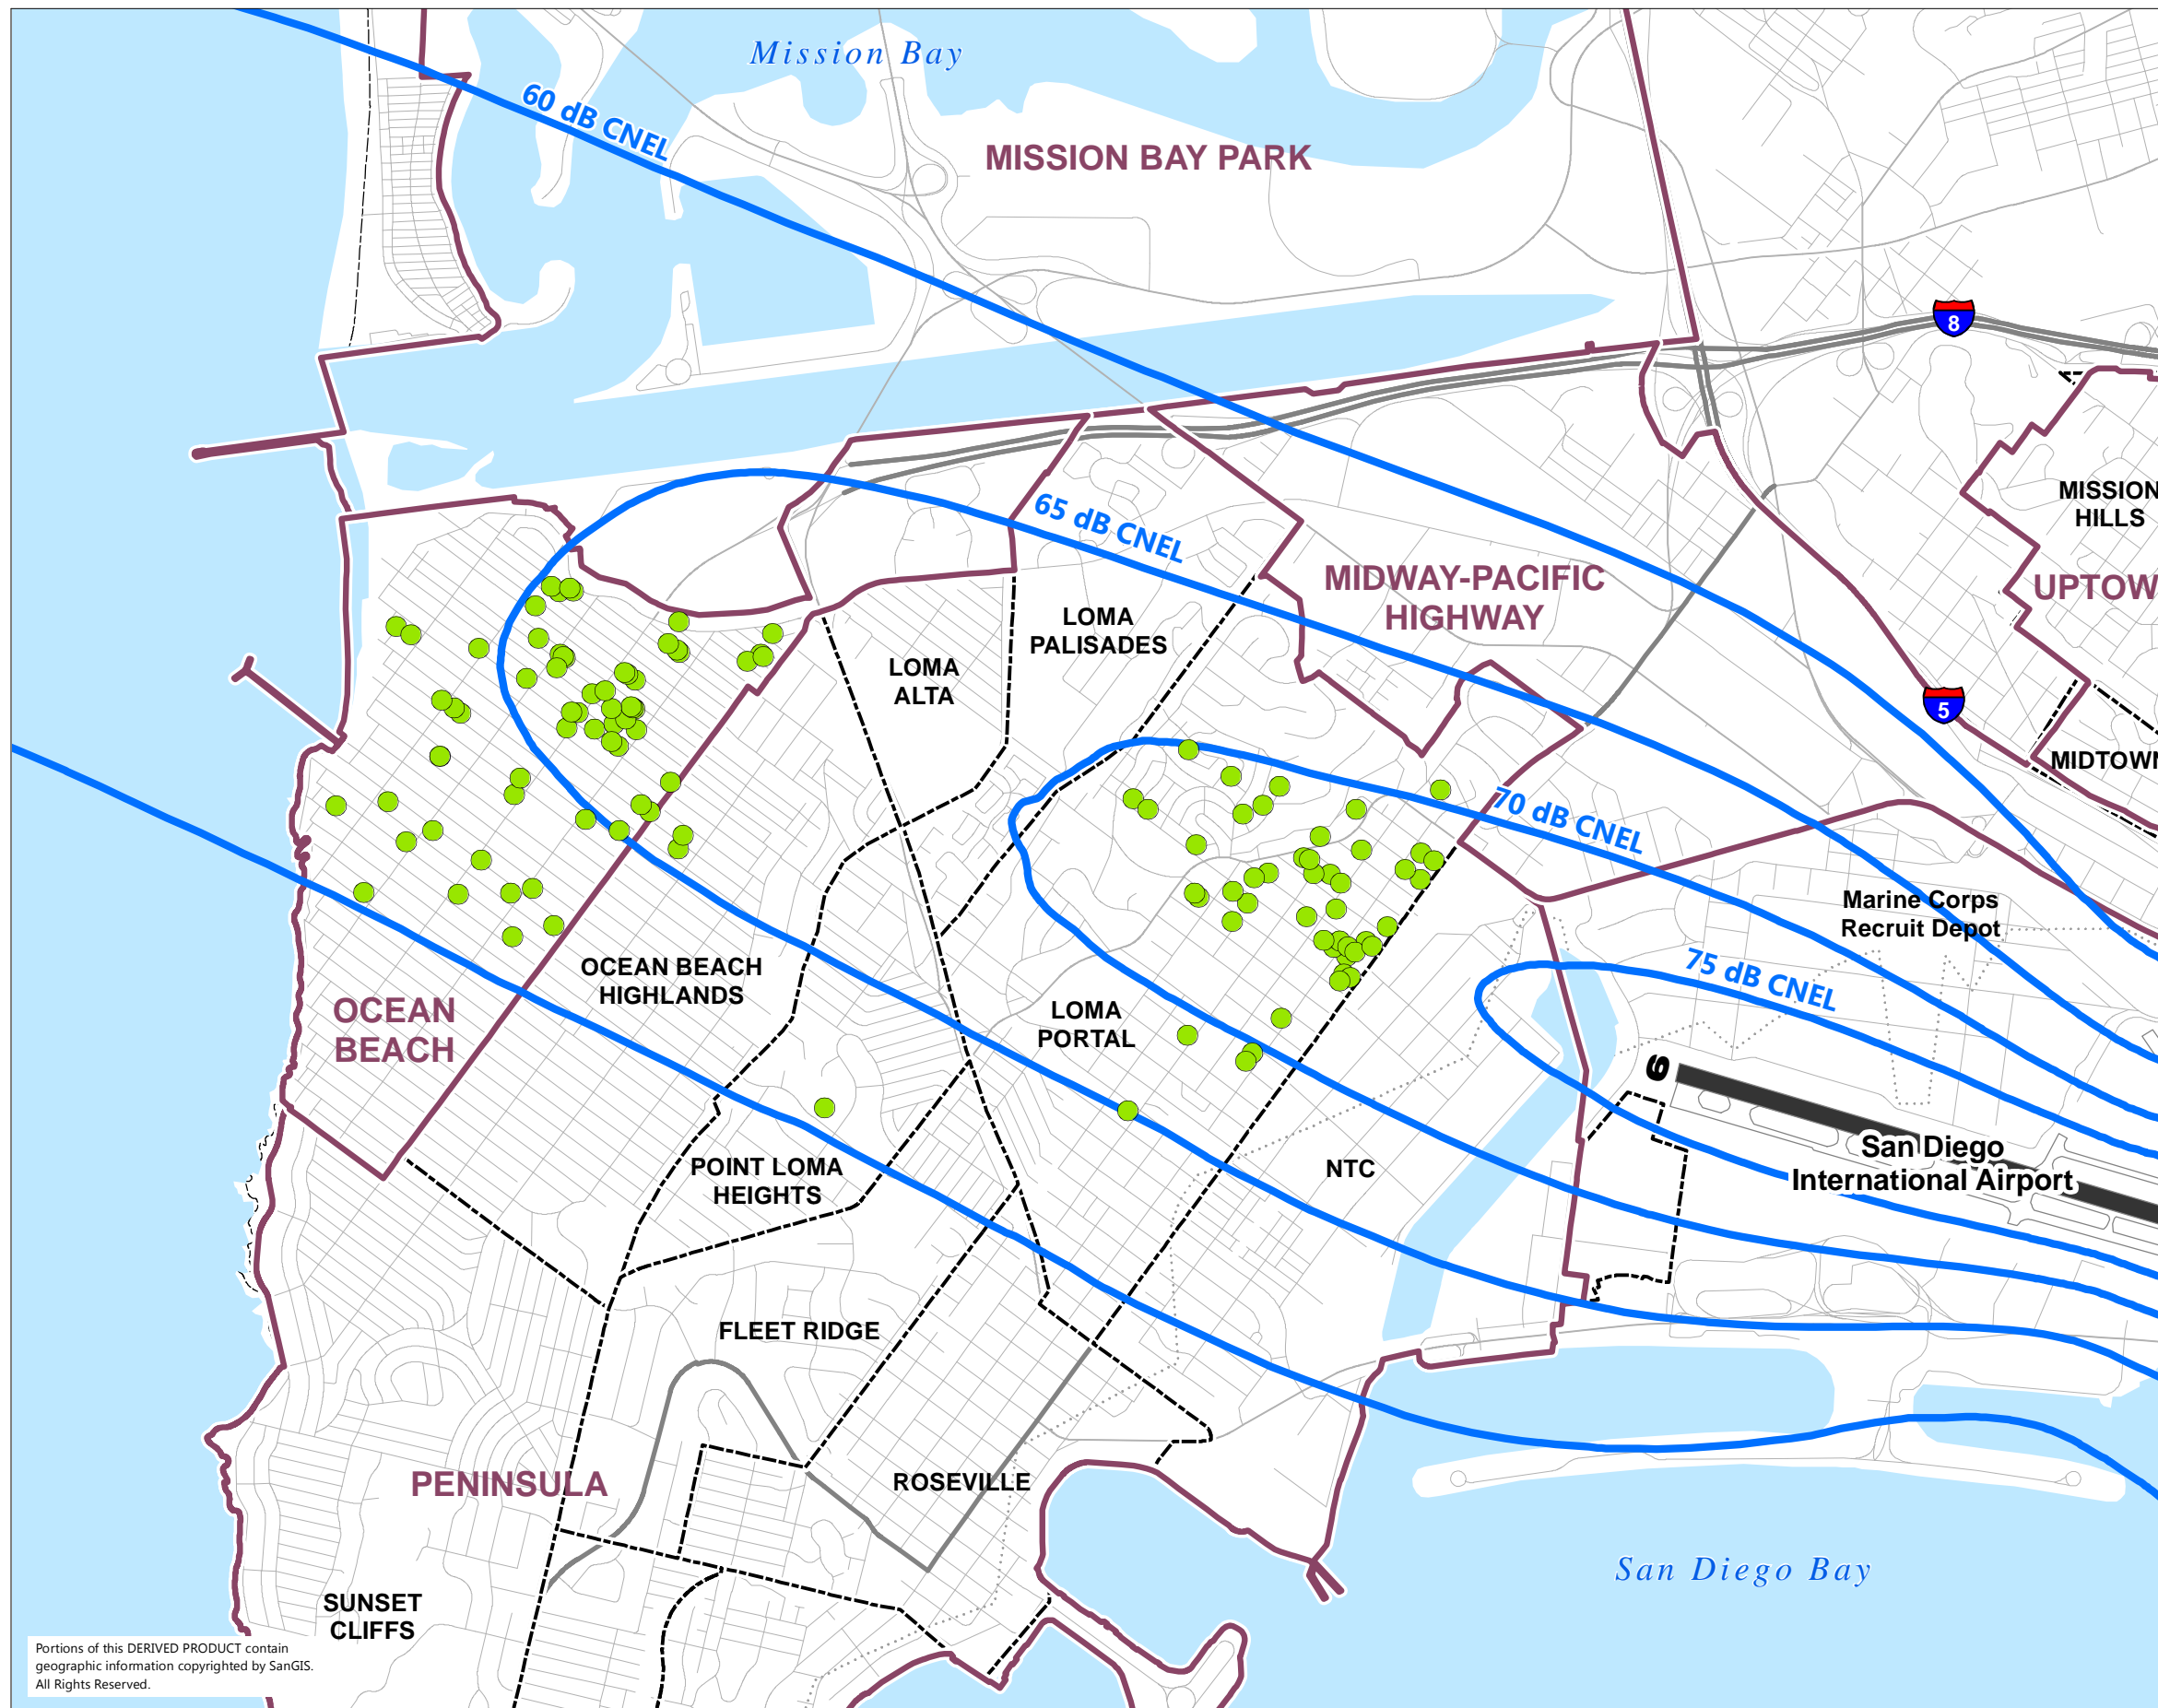 Mission Bay
60 dB CNEL
MISSION BAY PARK
8
MISSION
HILLS
65 dB CNEL
MIDWAY-PACIFIC
HIGHWAY
UPTOW
LOMA
PALISADES
LOMA
ALTA
5
MIDTOWN
70 dB CNEL
Marine Corps
Recruit Depot
OCEAN BEACH
HIGHLANDS
75 dB CNEL
OCEAN
BEACH
LOMA
PORTAL
9
San Diego
International Airport
POINT LOMA
HEIGHTS
NTC
FLEET RIDGE
PENINSULA
ROSEVILLE
San Diego Bay
SUNSET
CLIFFS
Portions of this DERIVED PRODUCT contain
geographic information copyrighted by SanGIS.
All Rights Reserved.